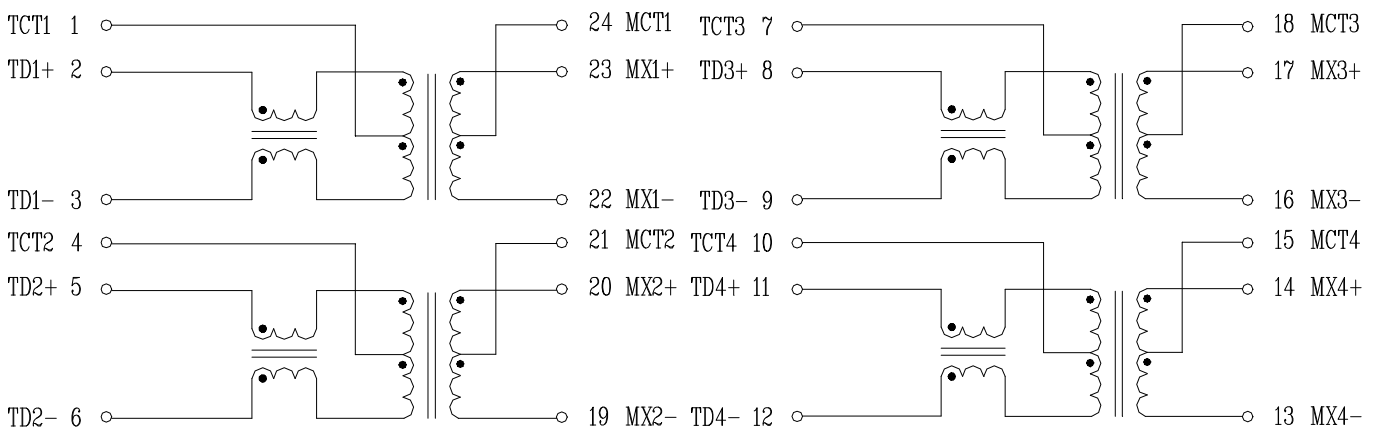 TCT1 1 24 MCT1 TCT3 7 18 MCT3
TD1+ 2 23 MX1+ TD3+ 8 17 MX3+
TD1- 3 22 MX1- TD3- 9 16 MX3-
TCT2 4 21 MCT2 TCT4 10 15 MCT4
TD2+ 5 20 MX2+ TD4+ 11 14 MX4+
TD2- 6 19 MX2- TD4- 12 13 MX4-